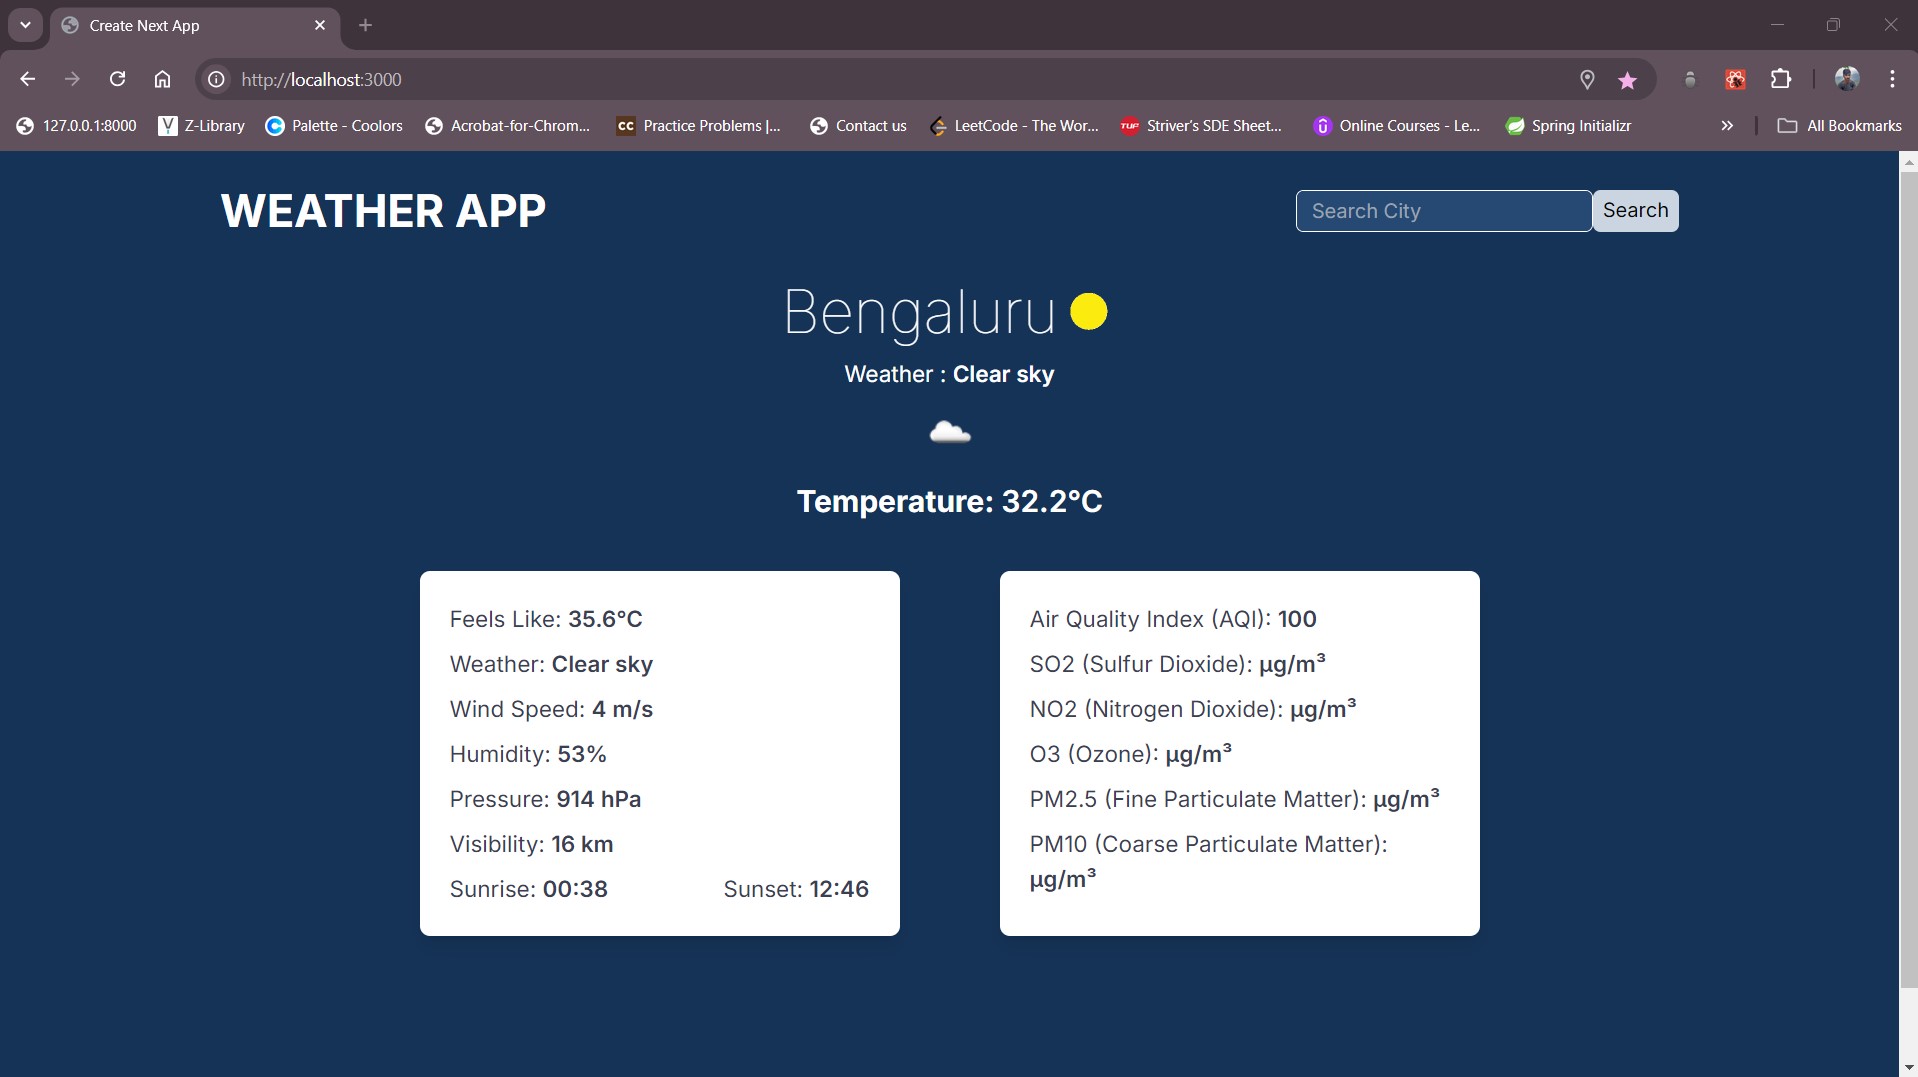 Create Next App
http://localhost:3000
127.0.0.1:8000 Z-Library Palette - Coolors Acrobat-for-Chrom... CC Practice Problems |... Contact us LeetCode - The Wor... TUF Striver's SDE Sheet... Online Courses - Le... Spring Initializr » All Bookmarks
WEATHER APP
Search City Search
Bengaluru
Weather : Clear sky
Temperature: 32.2°C
Feels Like: 35.6°C
Weather: Clear sky
Wind Speed: 4 m/s
Humidity: 53%
Pressure: 914 hPa
Visibility: 16 km
Sunrise: 00:38 Sunset: 12:46
Air Quality Index (AQI): 100
SO2 (Sulfur Dioxide): µg/m³
NO2 (Nitrogen Dioxide): µg/m³
O3 (Ozone): µg/m³
PM2.5 (Fine Particulate Matter): µg/m³
PM10 (Coarse Particulate Matter):
µg/m³